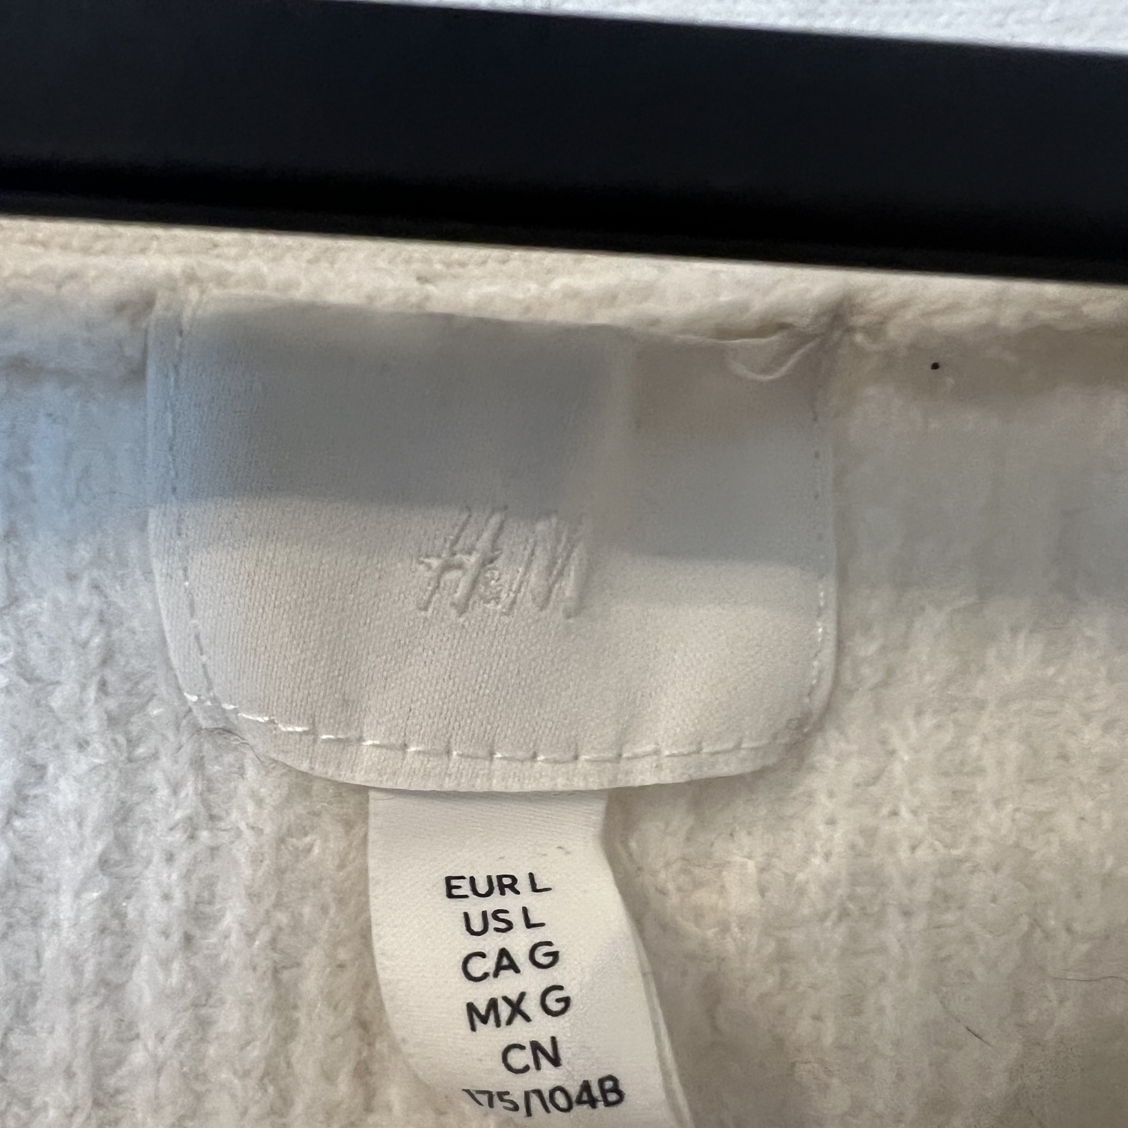 H&M
EUR L
US L
CA G
MX G
CN
175/104B